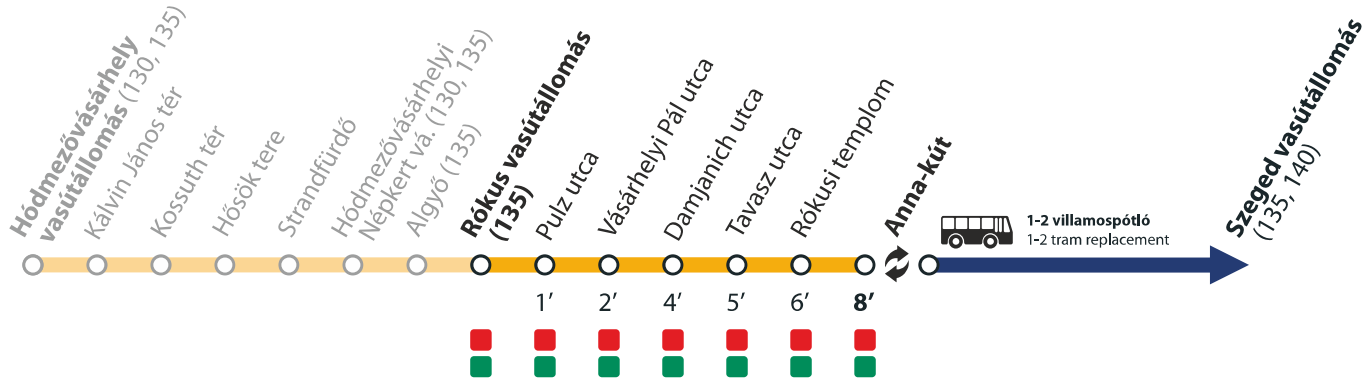 Hódmezővásárhely
vasútállomás (130, 135)
Kálvin János tér
Kossuth tér
Hősök tere
Strandfürdő
Hódmezővásárhelyi
Népkert vá. (130, 135)
Algyő (135)
Rókus vasútállomás
(135)
Pulz utca
Vásárhelyi Pál utca
Damjanich utca
Tavasz utca
Rókusi templom
Anna-kút
1-2 villamospótló
1-2 tram replacement
Szeged vasútállomás
(135, 140)
1’
2’
4’
5’
6’
8’